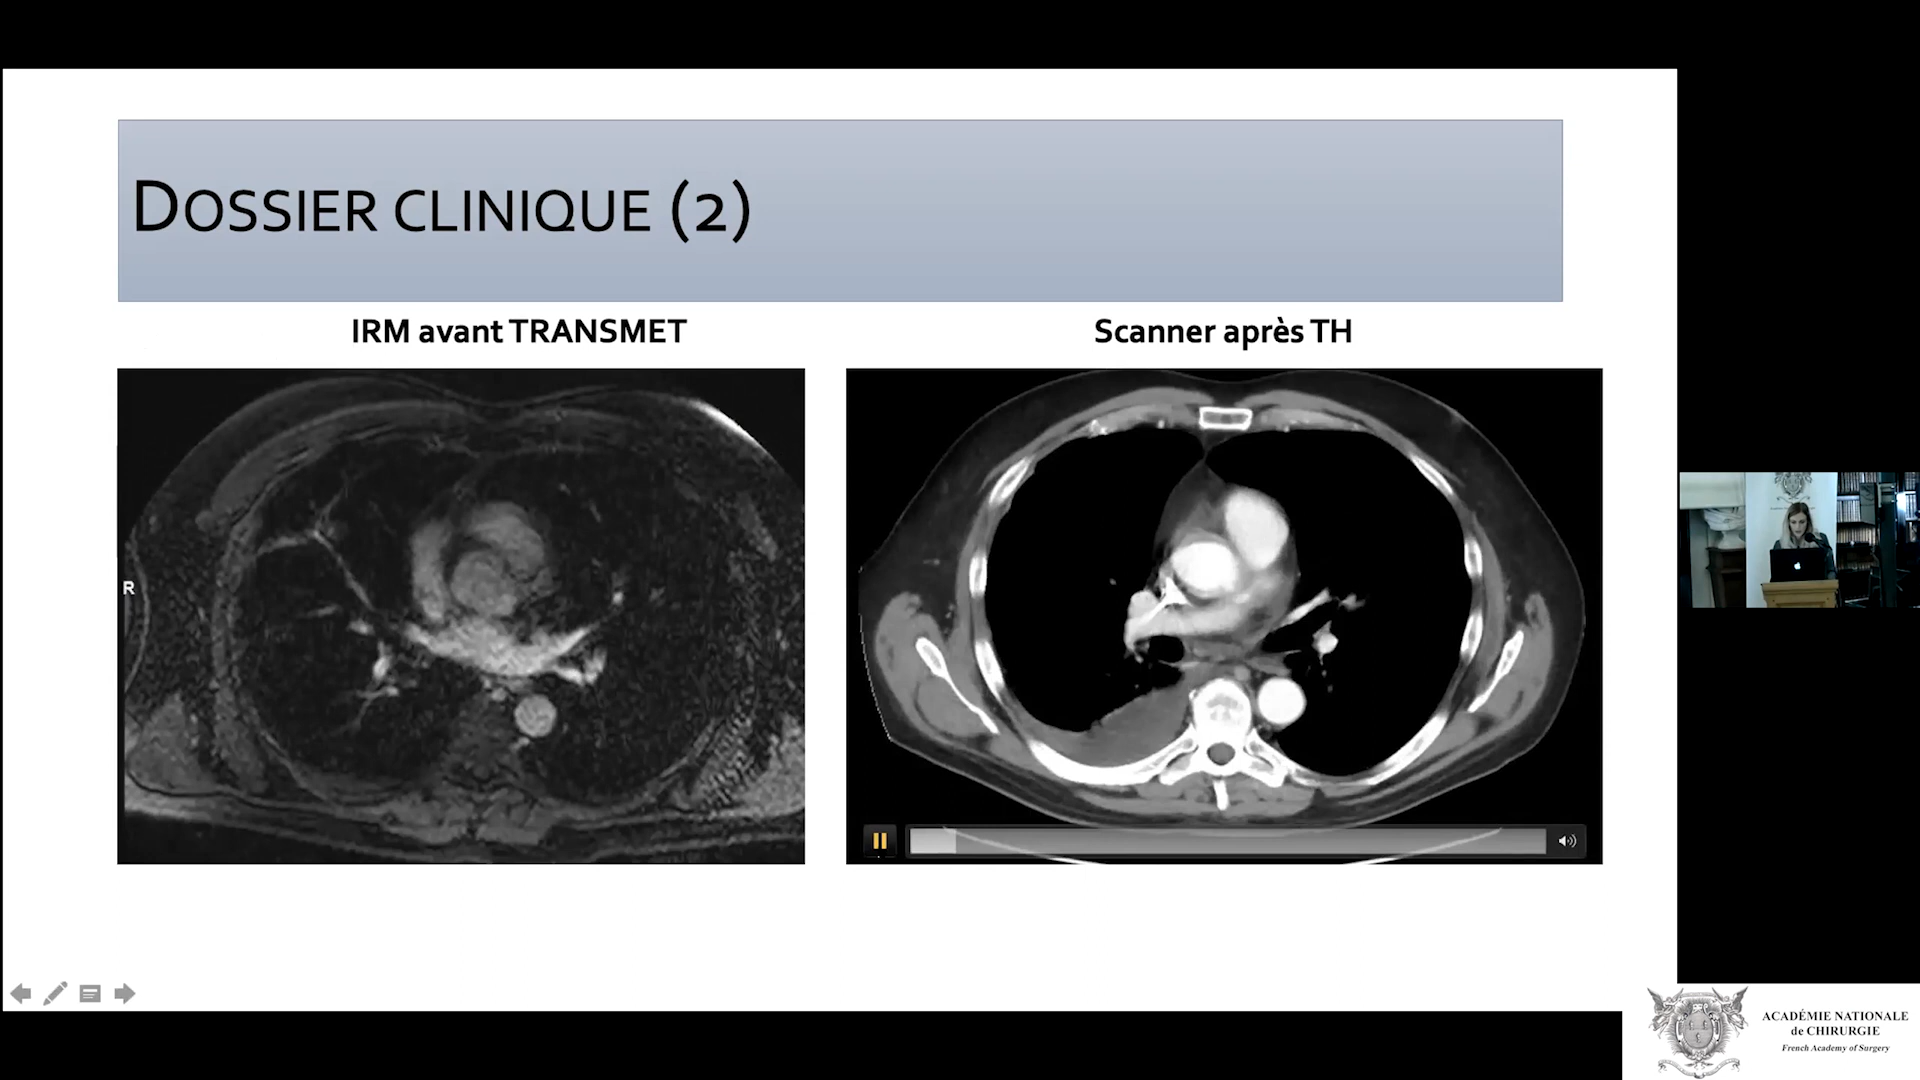 DOSSIER CLINIQUE (2)
IRM avant TRANSMET
Scanner après TH
R
ACADÉMIE NATIONALE
de CHIRURGIE
French Academy of Surgery